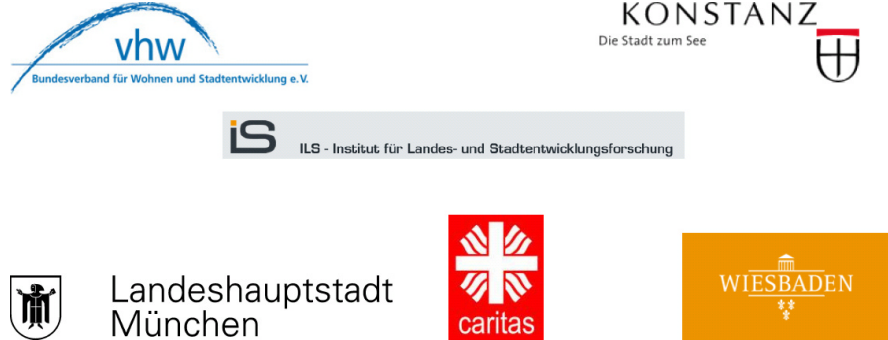 vhw
Bundesverband für Wohnen und Stadtentwicklung e.V.
KONSTANZ
Die Stadt zum See
ILS - Institut für Landes- und Stadtentwicklungsforschung
Landeshauptstadt
München
caritas
WIESBADEN